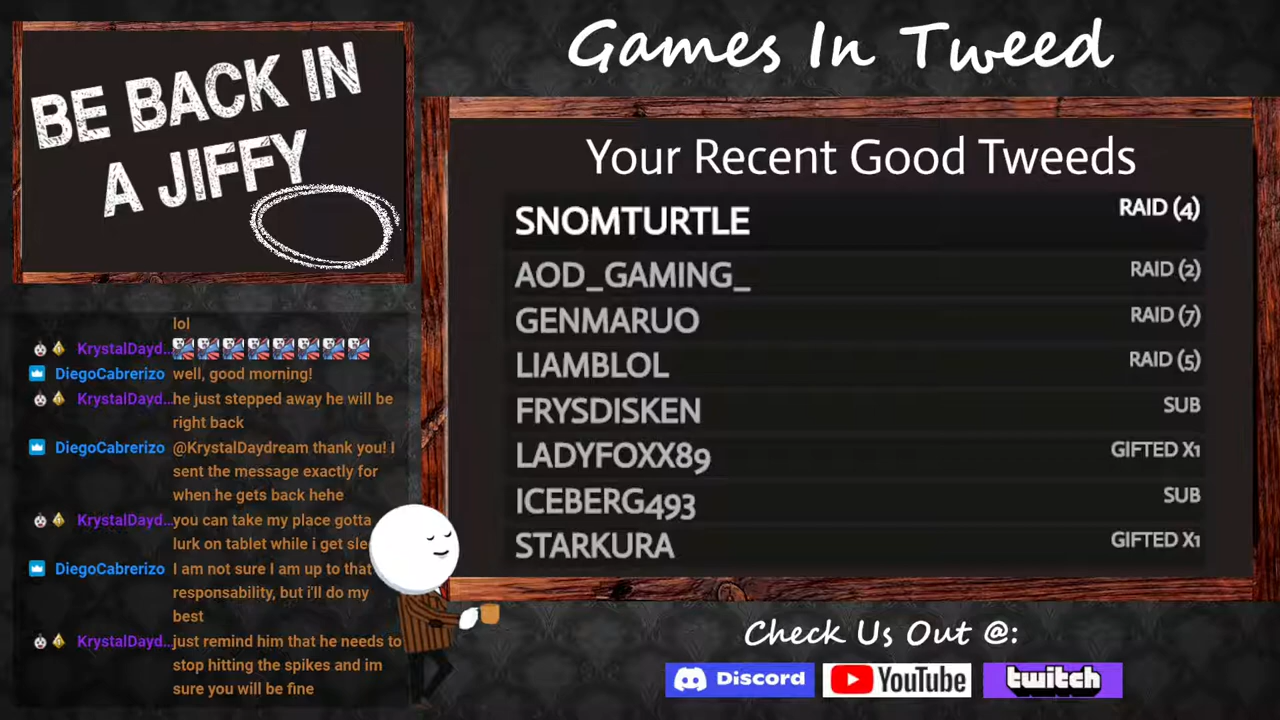 BE BACK IN
A JIFFY
Games In Tweed
Your Recent Good Tweeds
SNOMTURTLE RAID (4)
AOD_GAMING_ RAID (2)
GENMARUO RAID (7)
LIAMBLOL RAID (5)
FRYSDISKEN SUB
LADYFOXX89 GIFTED X1
ICEBERG493 SUB
STARKURA GIFTED X1
lol
KrystalDayd...
DiegoCabrerizo well, good morning!
KrystalDayd... he just stepped away he will be
right back
DiegoCabrerizo @KrystalDaydream thank you! I
sent the message exactly for
when he gets back hehe
KrystalDayd... you can take my place gotta
lurk on tablet while i get
DiegoCabrerizo I am not sure I am up to that
responsability, but i'll do my
best
KrystalDayd... just remind him that he needs to
stop hitting the spikes and im
sure you will be fine
Check Us Out @:
Discord YouTube twitch